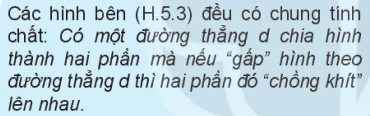 Các hình bên (H.5.3) đều có chung tính
chất: Có một đường thẳng d chia hình
thành hai phần mà nếu “gấp” hình theo
đường thẳng d thì hai phần đó “chồng khít”
lên nhau.